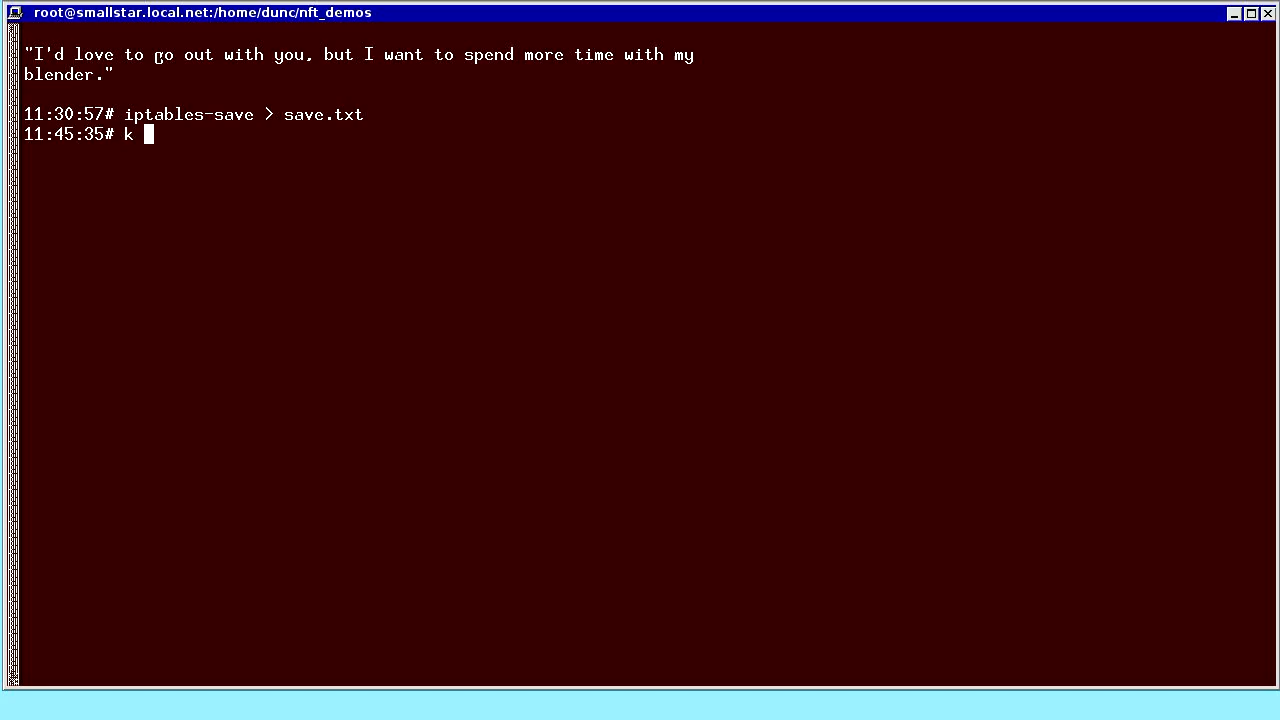 root@smallstar.local.net:/home/dunc/nft_demos
"I'd love to go out with you, but I want to spend more time with my
blender."
11:30:57# iptables-save > save.txt
11:45:35# k